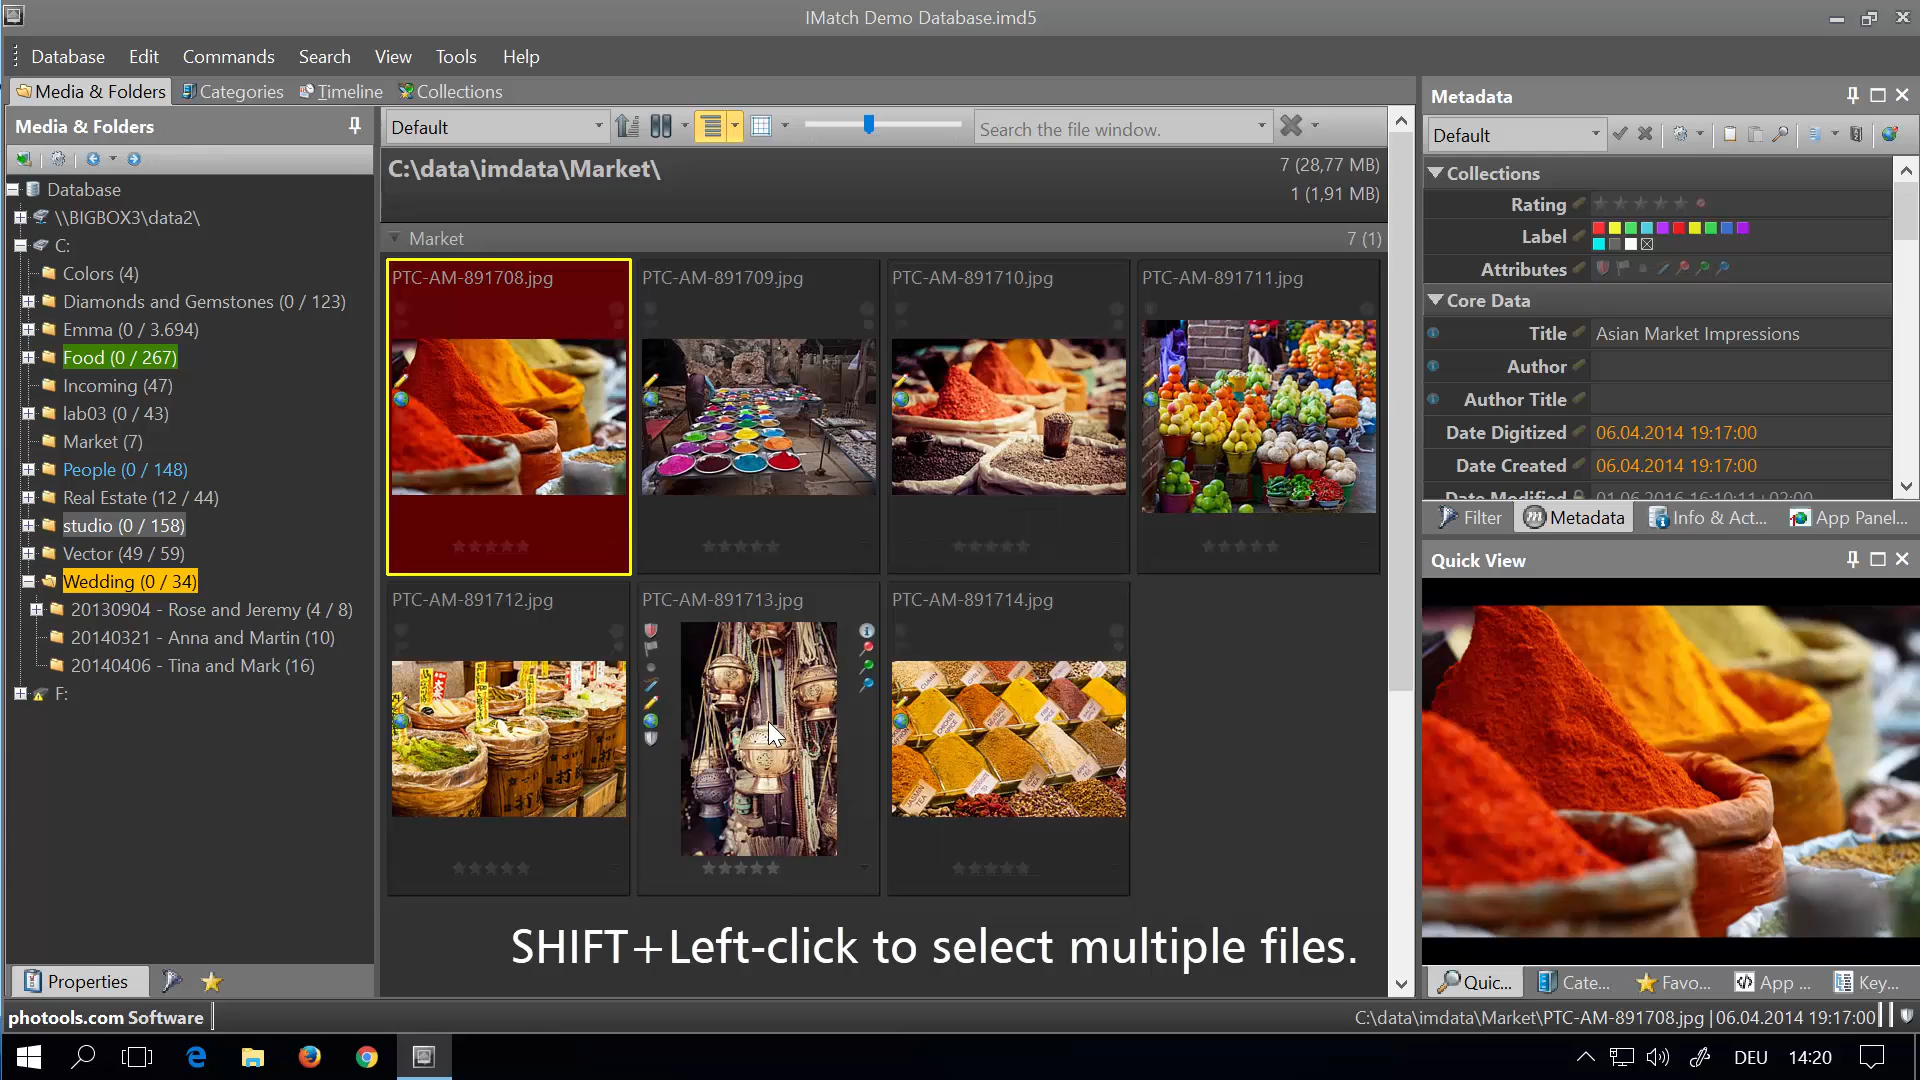 IMatch Demo Database.imd5
Database Edit Commands Search View Tools Help
Media & Folders Categories Timeline Collections
Media & Folders
Database
\\BIGBOX3\data2\
C:
Colors (4)
Diamonds and Gemstones (0 / 123)
Emma (0 / 3.694)
Food (0 / 267)
Incoming (47)
lab03 (0 / 43)
Market (7)
People (0 / 148)
Real Estate (12 / 44)
studio (0 / 158)
Vector (49 / 59)
Wedding (0 / 34)
20130904 - Rose and Jeremy (4 / 8)
20140321 - Anna and Martin (10)
20140406 - Tina and Mark (16)
F:
Properties
Default
Search the file window.
C:\data\imdata\Market\
7 (28,77 MB)
1 (1,91 MB)
Market
7 (1)
PTC-AM-891708.jpg
PTC-AM-891709.jpg
PTC-AM-891710.jpg
PTC-AM-891711.jpg
PTC-AM-891712.jpg
PTC-AM-891713.jpg
PTC-AM-891714.jpg
SHIFT+Left-click to select multiple files.
Metadata
Default
Collections
Rating
Label
Attributes
Core Data
Title Asian Market Impressions
Author
Author Title
Date Digitized 06.04.2014 19:17:00
Date Created 06.04.2014 19:17:00
Date Modified 01.06.2016 16:10:11+02:00
Filter Metadata Info & Act... App Panel...
Quick View
Quic... Cate... Favo... App ... Key...
photools.com Software
C:\data\imdata\Market\PTC-AM-891708.jpg |06.04.2014 19:17:00
DEU 14:20